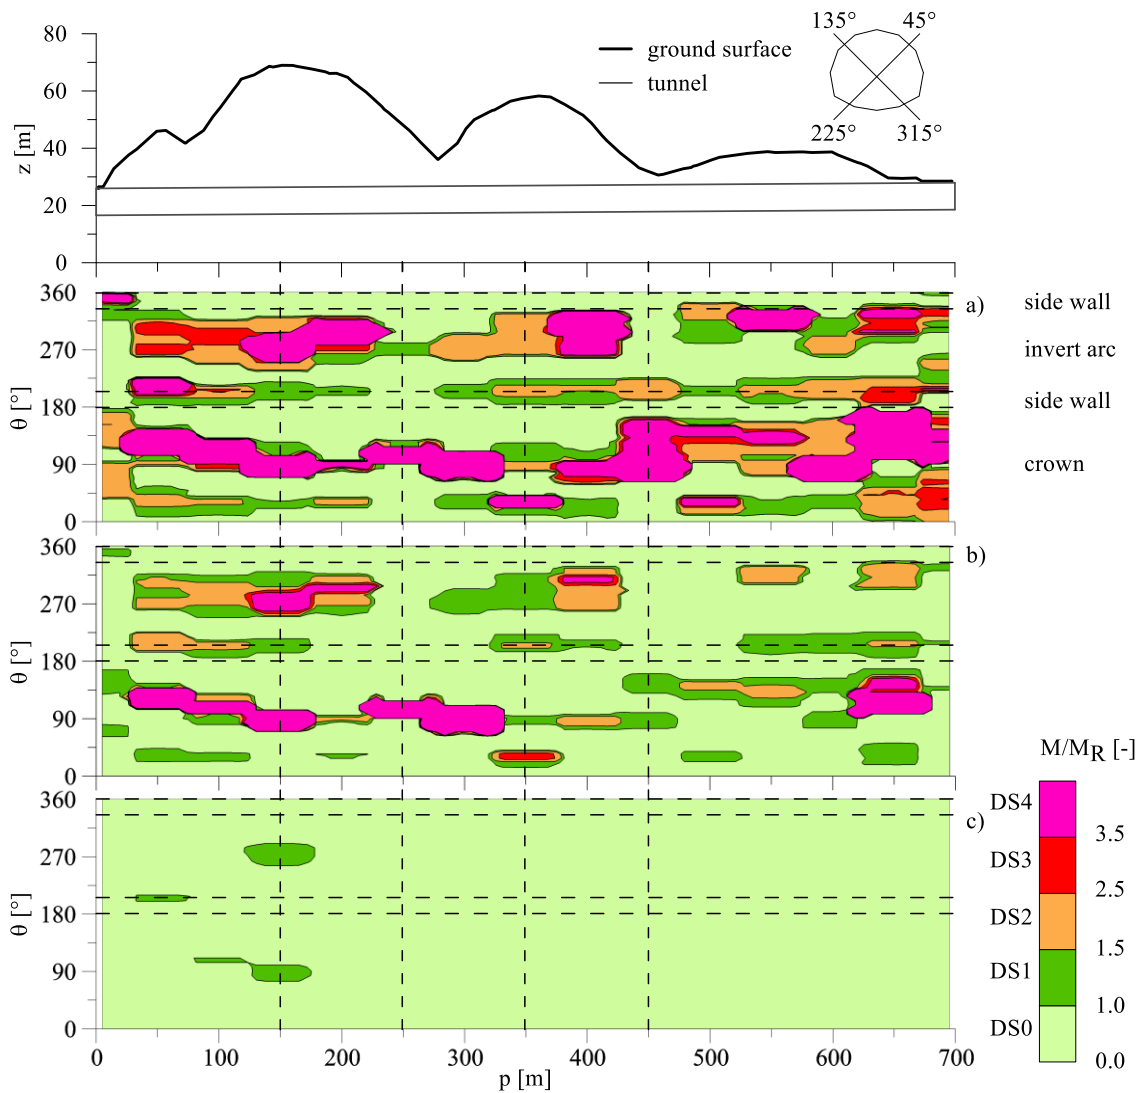 80
60
40
20
0
z [m]
ground surface
tunnel
135°
45°
225°
315°
360
270
180
90
0
θ [°]
a)
side wall
invert arc
side wall
crown
360
270
180
90
0
θ [°]
b)
360
270
180
90
0
θ [°]
c)
0
100
200
300
400
500
600
700
p [m]
M/MR [-]
DS4
3.5
DS3
2.5
DS2
1.5
DS1
1.0
DS0
0.0